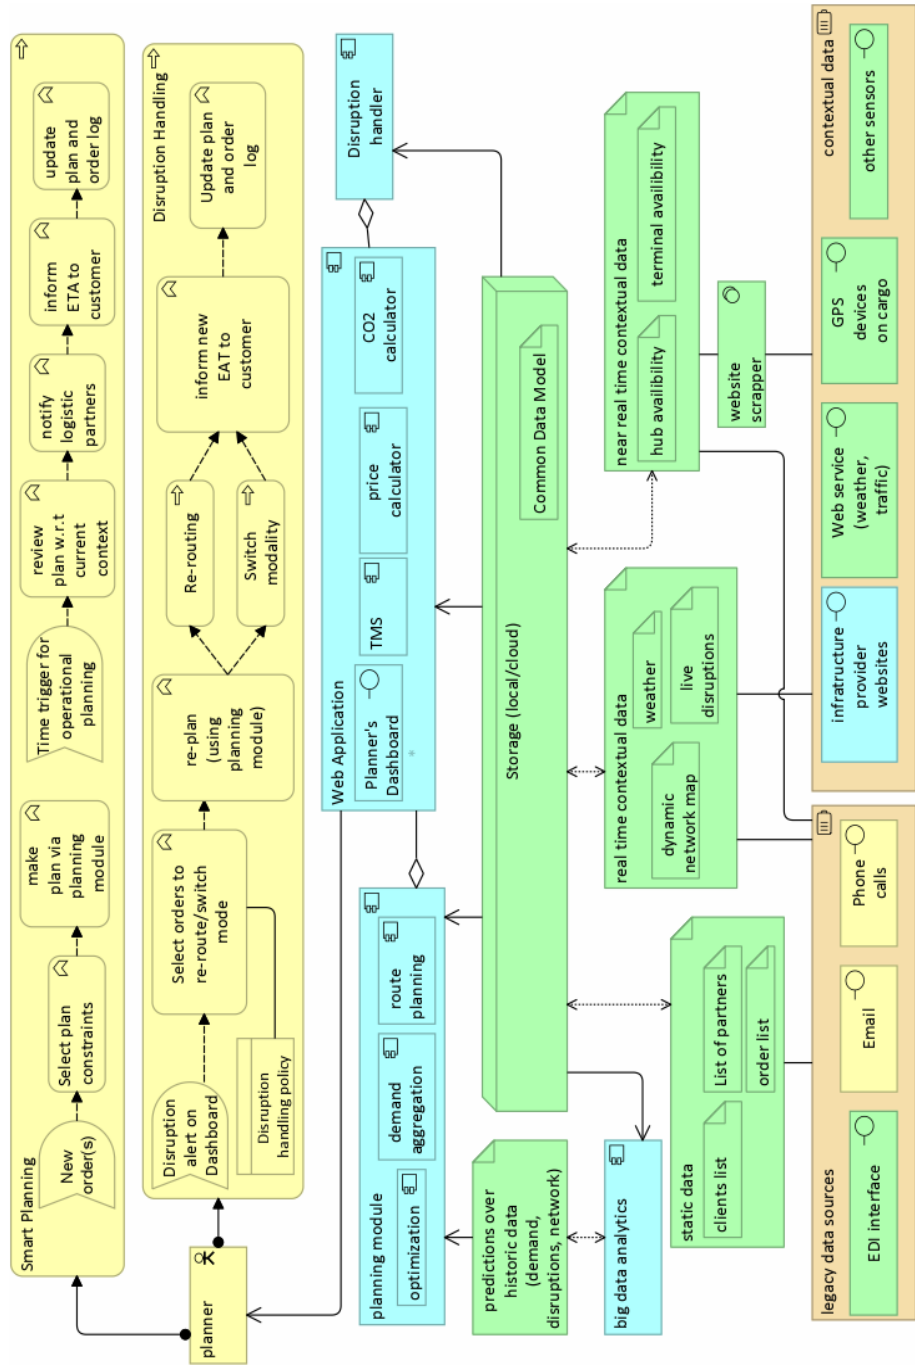 Smart Planning
New
order(s)
Select plan
constraints
make
plan via
planning
module
Time trigger for
operational
planning
review
plan w.r.t
current
context
notify
logistic
partners
inform
ETA to
customer
update
plan and
order log
Disruption Handling
Disruption
alert on
Dashboard
Disruption
handling policy
Select orders to
re-route/switch
mode
re-plan
(using
planning
module)
Re-routing
Switch
modality
inform new
EAT to
customer
Update plan
and order
log
planner
Web Application
Planner's
Dashboard
TMS
price
calculator
CO2
calculator
Disruption
handler
planning module
optimization
demand
aggregation
route
planning
Storage (local/cloud)
Common Data Model
predictions over
historic data
(demand,
disruptions, network)
big data analytics
static data
clients list
List of partners
order list
real time contextual data
dynamic
network map
weather
live
disruptions
near real time contextual data
hub availibility
terminal availibility
website
scrapper
legacy data sources
EDI interface
Email
Phone
calls
contextual data
infratructure
provider
websites
Web service
(weather,
traffic)
GPS
devices
on cargo
other sensors